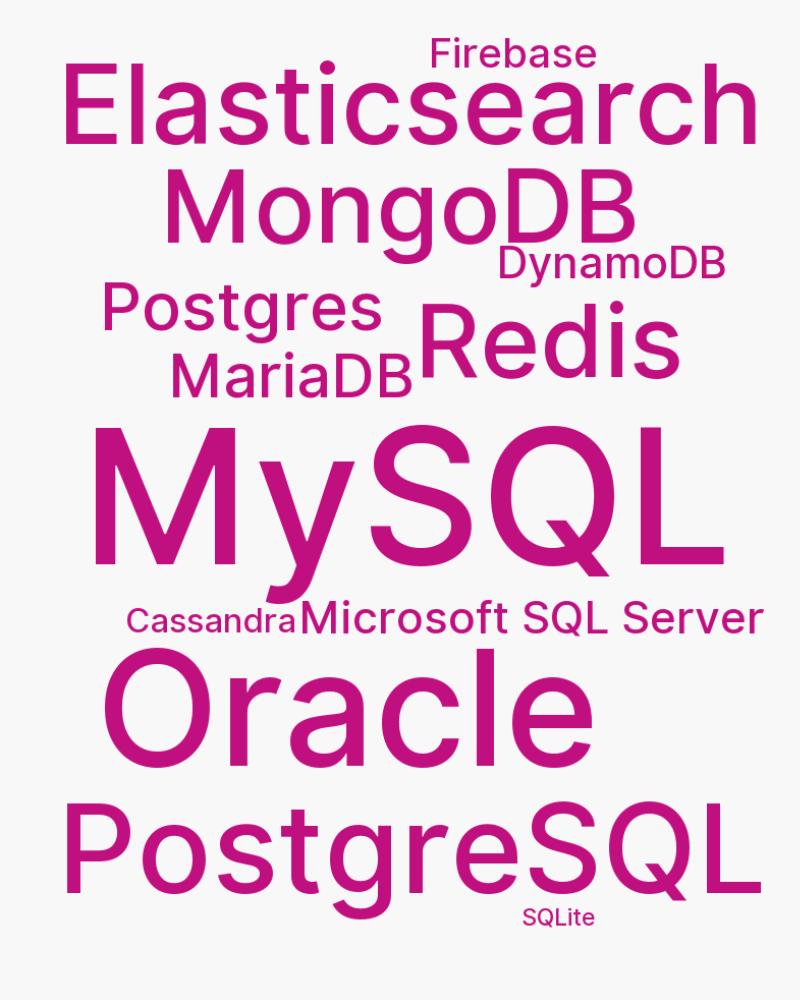 Firebase
Elasticsearch
MongoDB
DynamoDB
Postgres
Redis
MariaDB
MySQL
Cassandra
Microsoft SQL Server
Oracle
PostgreSQL
SQLite